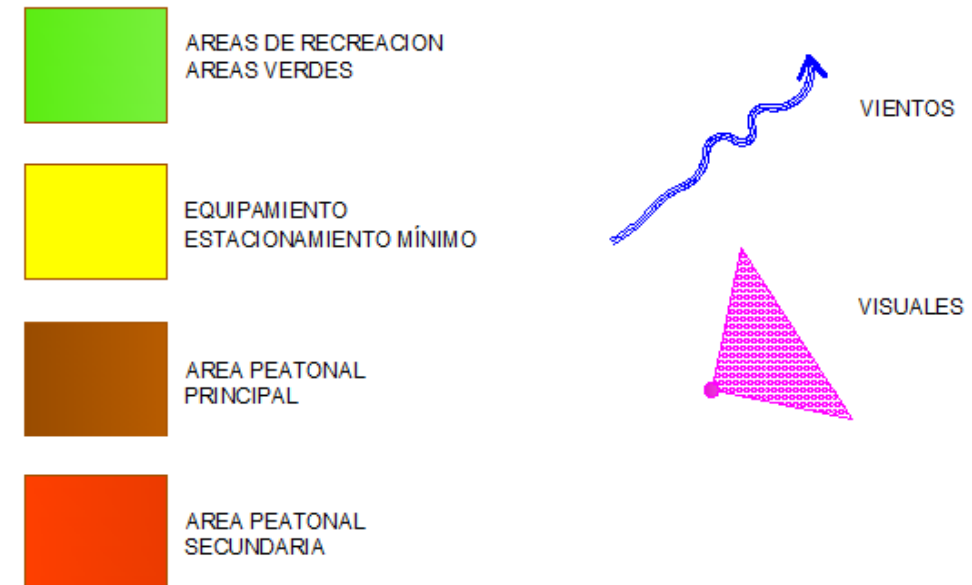 AREAS DE RECREACION
AREAS VERDES
EQUIPAMIENTO
ESTACIONAMIENTO MÍNIMO
AREA PEATONAL
PRINCIPAL
AREA PEATONAL
SECUNDARIA
VIENTOS
VISUALES